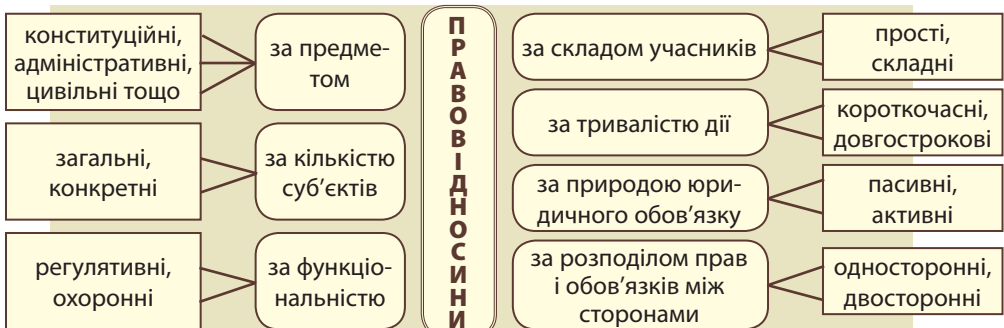 конституційні,
адміністративні,
цивільні тощо
за предме-
том
загальні,
конкретні
за кількістю
суб’єктів
регулятивні,
охоронні
за функціо-
нальністю
ПРАВОВІДНОСИНИ
за складом учасників
прості,
складні
за тривалістю дії
короткочасні,
довгострокові
за природою юри-
дичного обов’язку
пасивні,
активні
за розподілом прав
і обов’язків між
сторонами
односторонні,
двосторонні